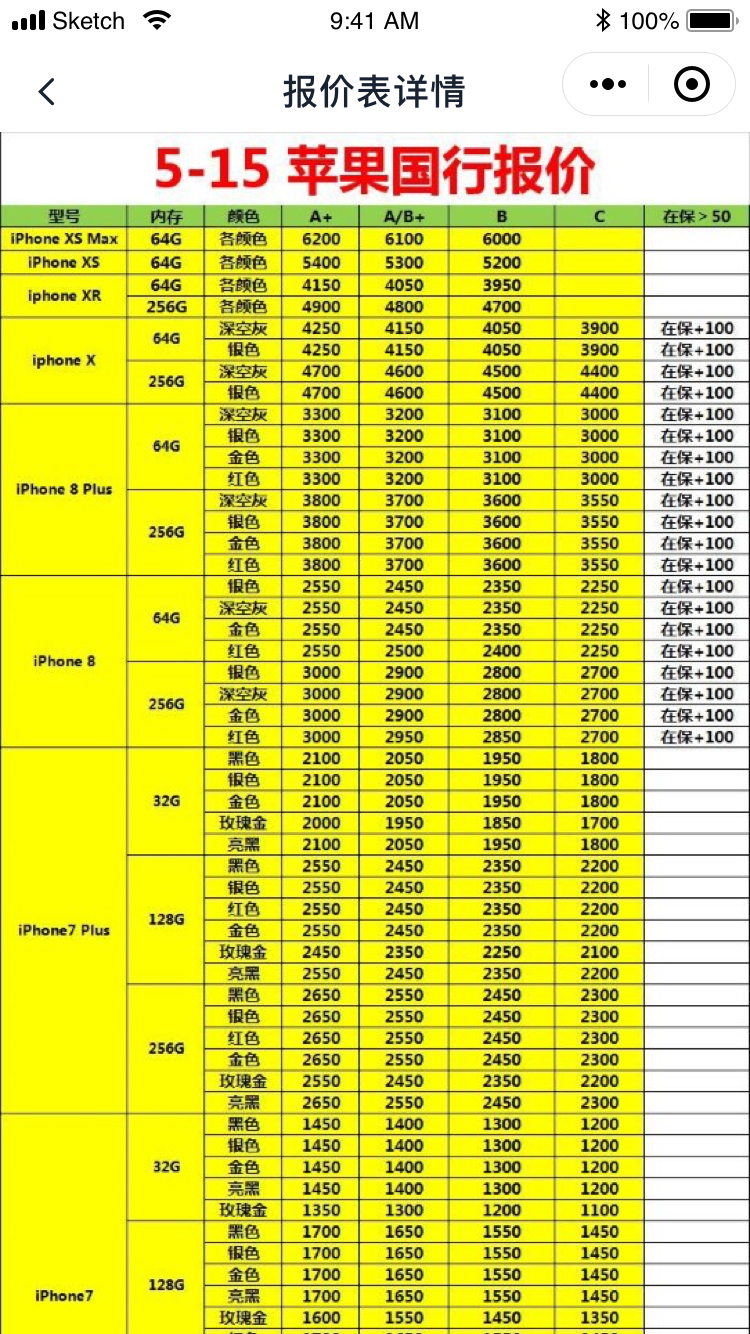 Sketch 9:41 AM 100%
报价表详情
5-15 苹果国行报价
型号 内存 颜色 A+ A/B+ B C 在保＞50
iPhone XS Max 64G 各颜色 6200 6100 6000
iPhone XS 64G 各颜色 5400 5300 5200
iphone XR 64G 各颜色 4150 4050 3950
256G 各颜色 4900 4800 4700
iphone X 64G 深空灰 4250 4150 4050 3900 在保+100
银色 4250 4150 4050 3900 在保+100
256G 深空灰 4700 4600 4500 4400 在保+100
银色 4700 4600 4500 4400 在保+100
iPhone 8 Plus 64G 深空灰 3300 3200 3100 3000 在保+100
银色 3300 3200 3100 3000 在保+100
金色 3300 3200 3100 3000 在保+100
红色 3300 3200 3100 3000 在保+100
256G 深空灰 3800 3700 3600 3550 在保+100
银色 3800 3700 3600 3550 在保+100
金色 3800 3700 3600 3550 在保+100
红色 3800 3700 3600 3550 在保+100
iPhone 8 64G 银色 2550 2450 2350 2250 在保+100
深空灰 2550 2450 2350 2250 在保+100
金色 2550 2450 2350 2250 在保+100
红色 2550 2500 2400 2250 在保+100
256G 银色 3000 2900 2800 2700 在保+100
深空灰 3000 2900 2800 2700 在保+100
金色 3000 2900 2800 2700 在保+100
红色 3000 2950 2850 2700 在保+100
iPhone7 Plus 32G 黑色 2100 2050 1950 1800
银色 2100 2050 1950 1800
金色 2100 2050 1950 1800
玫瑰金 2000 1950 1850 1700
亮黑 2100 2050 1950 1800
128G 黑色 2550 2450 2350 2200
银色 2550 2450 2350 2200
红色 2550 2450 2350 2200
金色 2550 2450 2350 2200
玫瑰金 2450 2350 2250 2100
亮黑 2550 2450 2350 2200
256G 黑色 2650 2550 2450 2300
银色 2650 2550 2450 2300
红色 2650 2550 2450 2300
金色 2650 2550 2450 2300
玫瑰金 2550 2450 2350 2200
亮黑 2650 2550 2450 2300
iPhone7 32G 黑色 1450 1400 1300 1200
银色 1450 1400 1300 1200
金色 1450 1400 1300 1200
亮黑 1450 1400 1300 1200
玫瑰金 1350 1300 1200 1100
128G 黑色 1700 1650 1550 1450
银色 1700 1650 1550 1450
金色 1700 1650 1550 1450
亮黑 1700 1650 1550 1450
玫瑰金 1600 1550 1450 1350